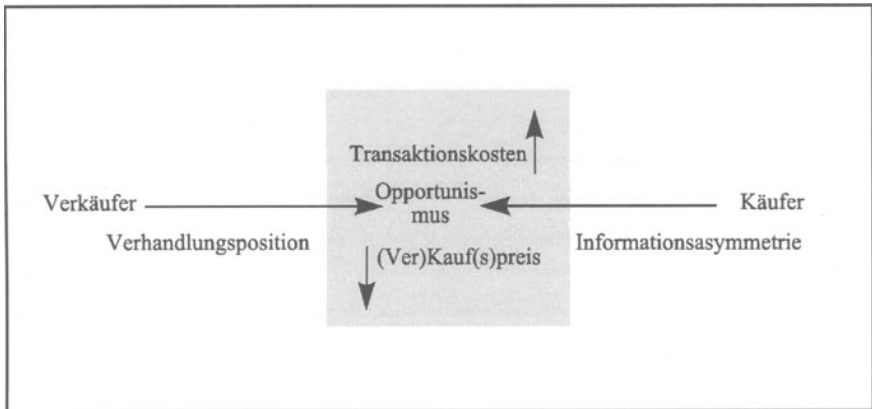 Transaktionskosten
Verkäufer
Opportunis-
mus
Käufer
Verhandlungsposition
(Ver)Kauf(s)preis
Informationsasymmetrie